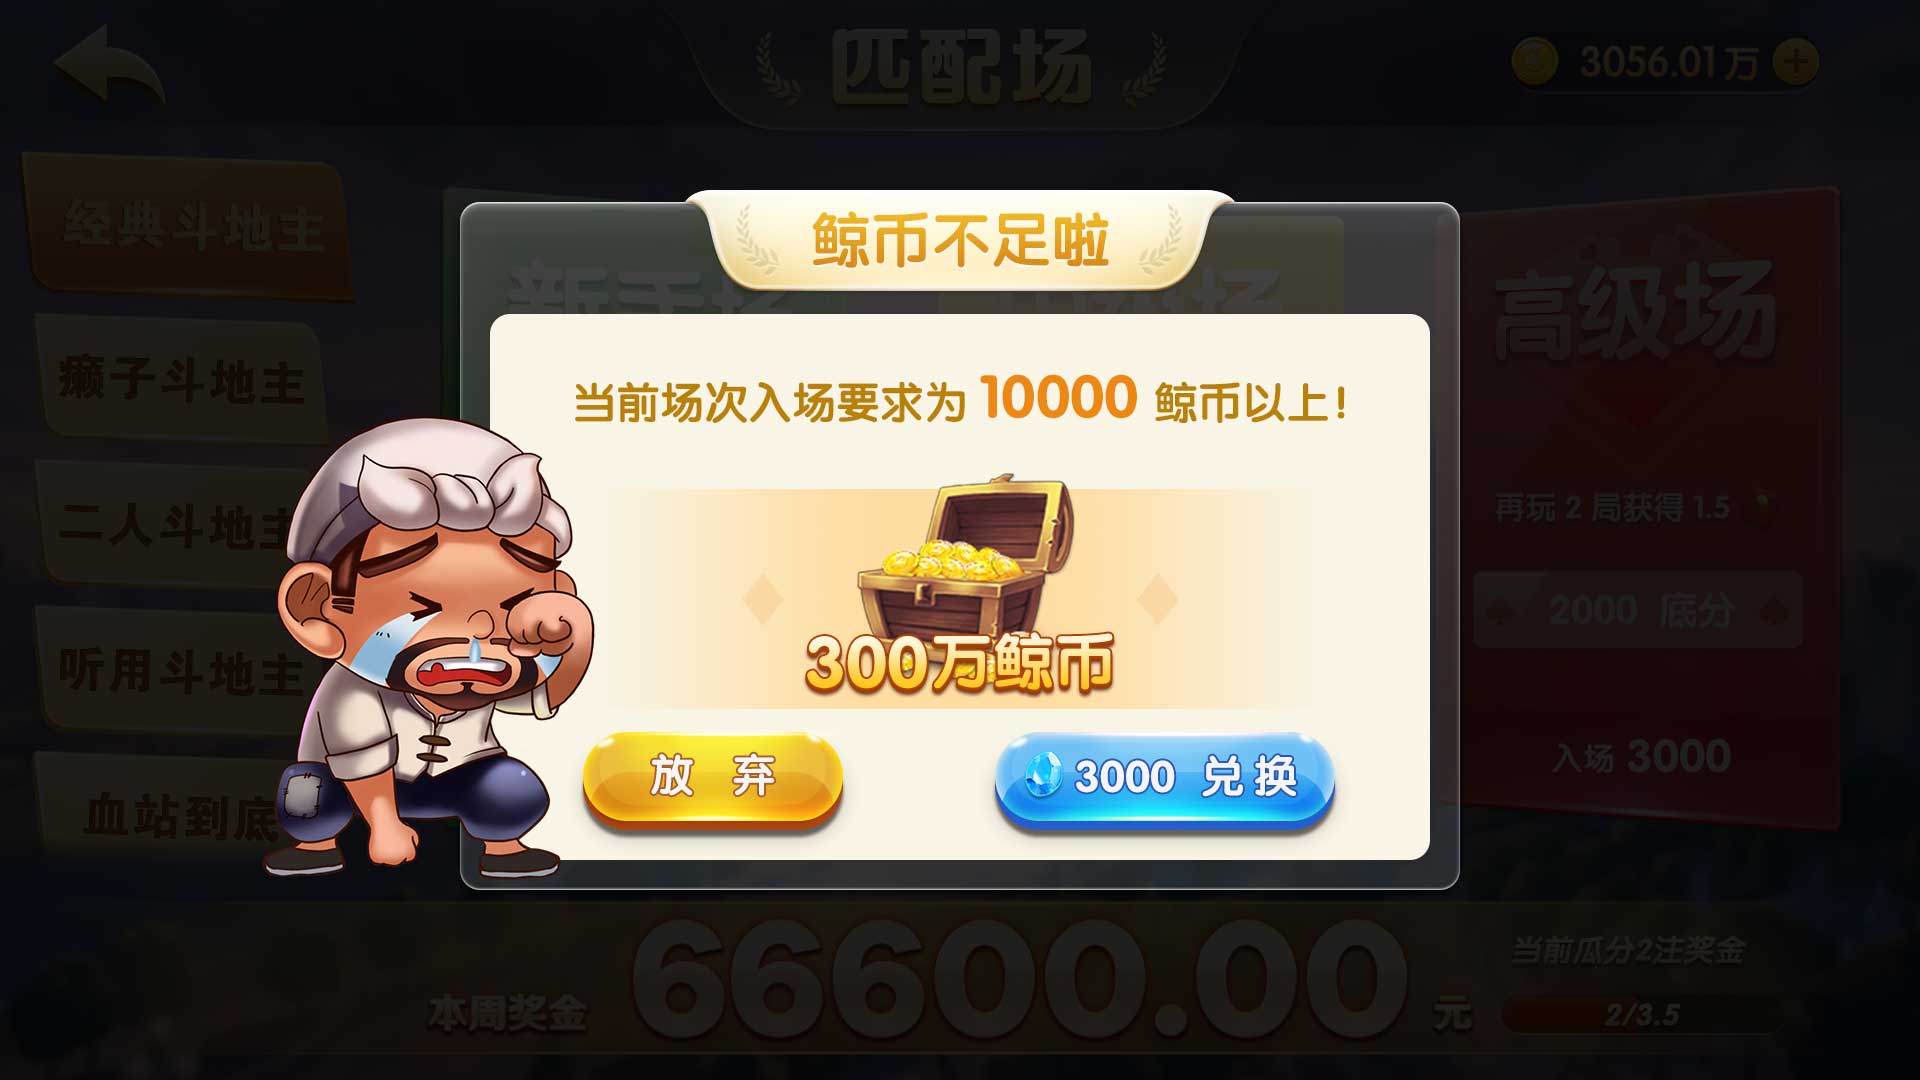 匹配场
3056.01万
经典斗地主
癞子斗地主
二人斗地主
听用斗地主
血站到底
鲸币不足啦
新手场
当前场次入场要求为 10000 鲸币以上!
300万鲸币
放 弃
3000 兑换
高级场
再玩 2 局获得 1.5
2000 底分
入场 3000
本周奖金
66600.00
元
当前瓜分2注奖金
2/3.5